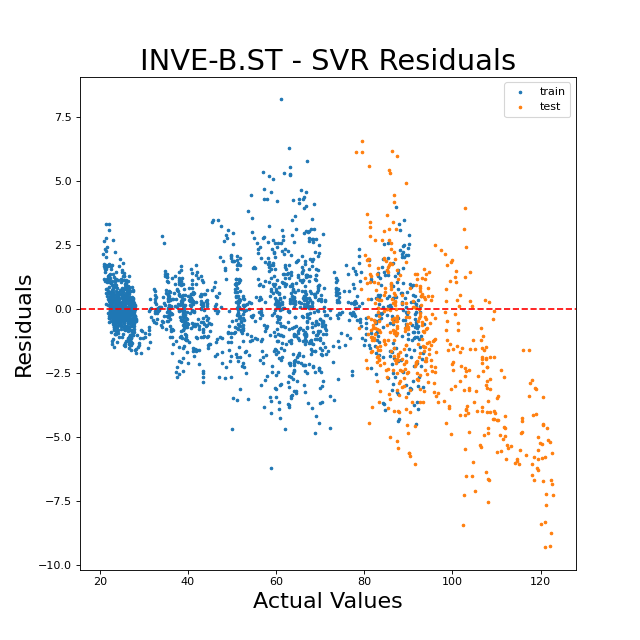 INVE-B.ST - SVR Residuals
train
test
Residuals
7.5
5.0
2.5
0.0
−2.5
−5.0
−7.5
−10.0
20 40 60 80 100 120
Actual Values